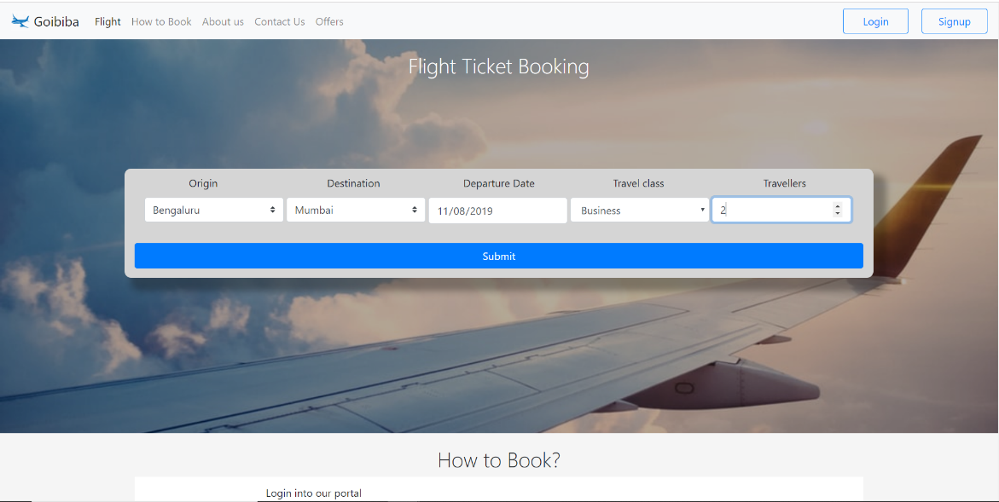 Goibiba Flight How to Book About us Contact Us Offers Login Signup
Flight Ticket Booking
Origin Destination Departure Date Travel class Travellers
Bengaluru Mumbai 11/08/2019 Business 2
Submit
How to Book?
Login into our portal